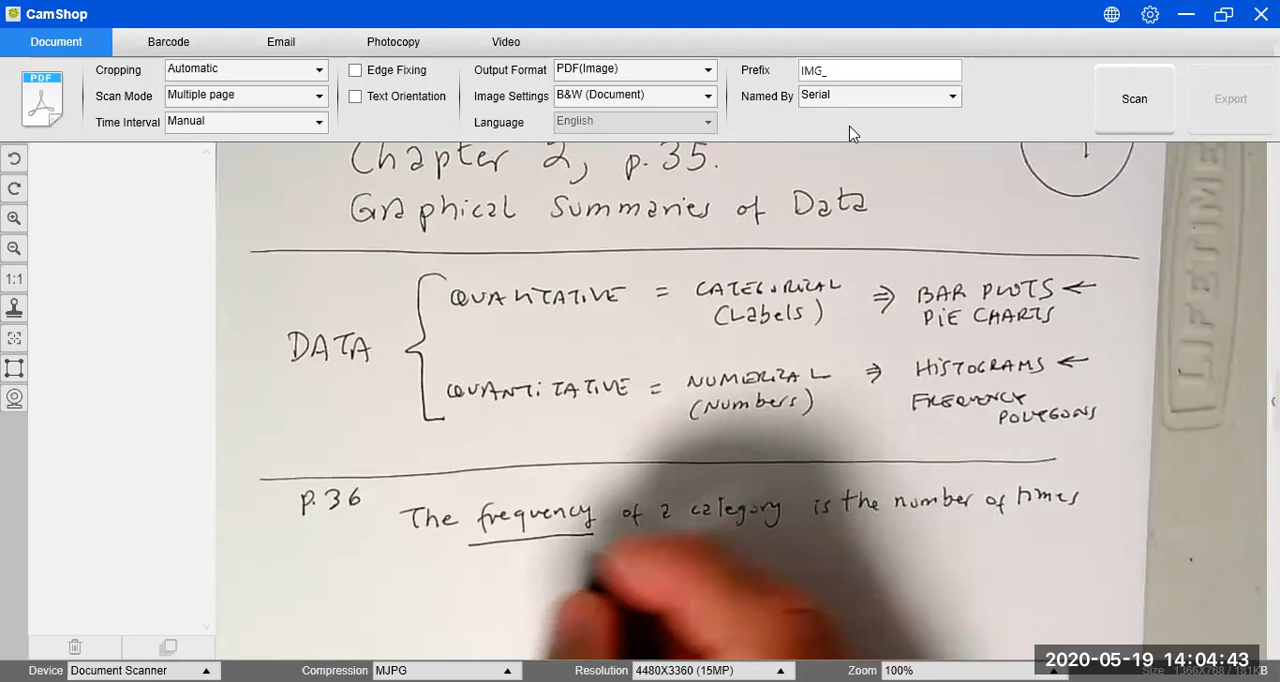 CamShop
Document Barcode Email Photocopy Video
PDF
Cropping Automatic
Scan Mode Multiple page
Time Interval Manual
Edge Fixing
Text Orientation
Output Format PDF(Image)
Image Settings B&W (Document)
Language English
Prefix IMG_
Named By Serial
Scan
Export
1:1
Chapter 2, p. 35.
1
Graphical Summaries of Data
DATA
QUALITATIVE = CATEGORICAL ⇒ BAR PLOTS ←
(Labels) PIE CHARTS
QUANTITATIVE = NUMERICAL ⇒ HISTOGRAMS ←
(Numbers) FREQUENCY
POLYGONS
p. 36 The frequency of a category is the number of times
LIFETIME
Device Document Scanner Compression MJPG Resolution 4480X3360 (15MP) Zoom 100%
2020-05-19 14:04:43